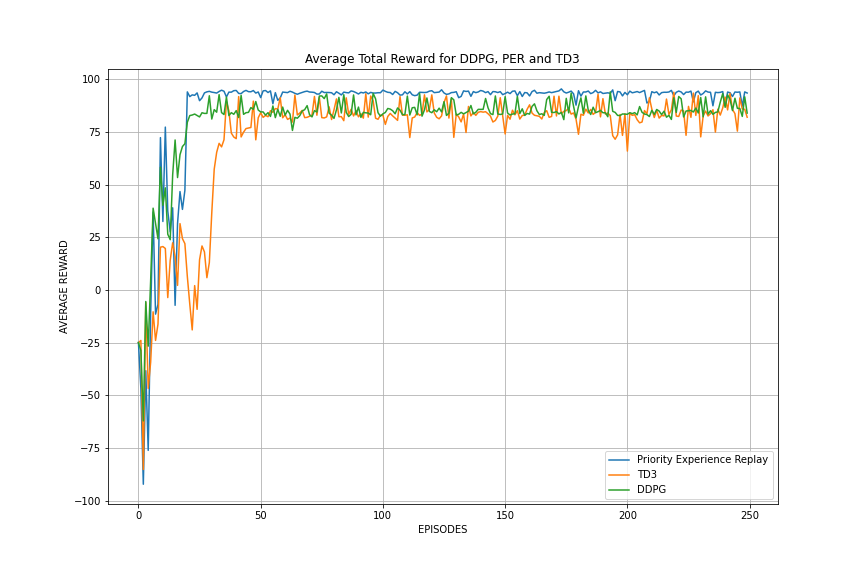 Average Total Reward for DDPG, PER and TD3
100
75
50
25
0
−25
−50
−75
−100
AVERAGE REWARD
0
50
100
150
200
250
EPISODES
Priority Experience Replay
TD3
DDPG